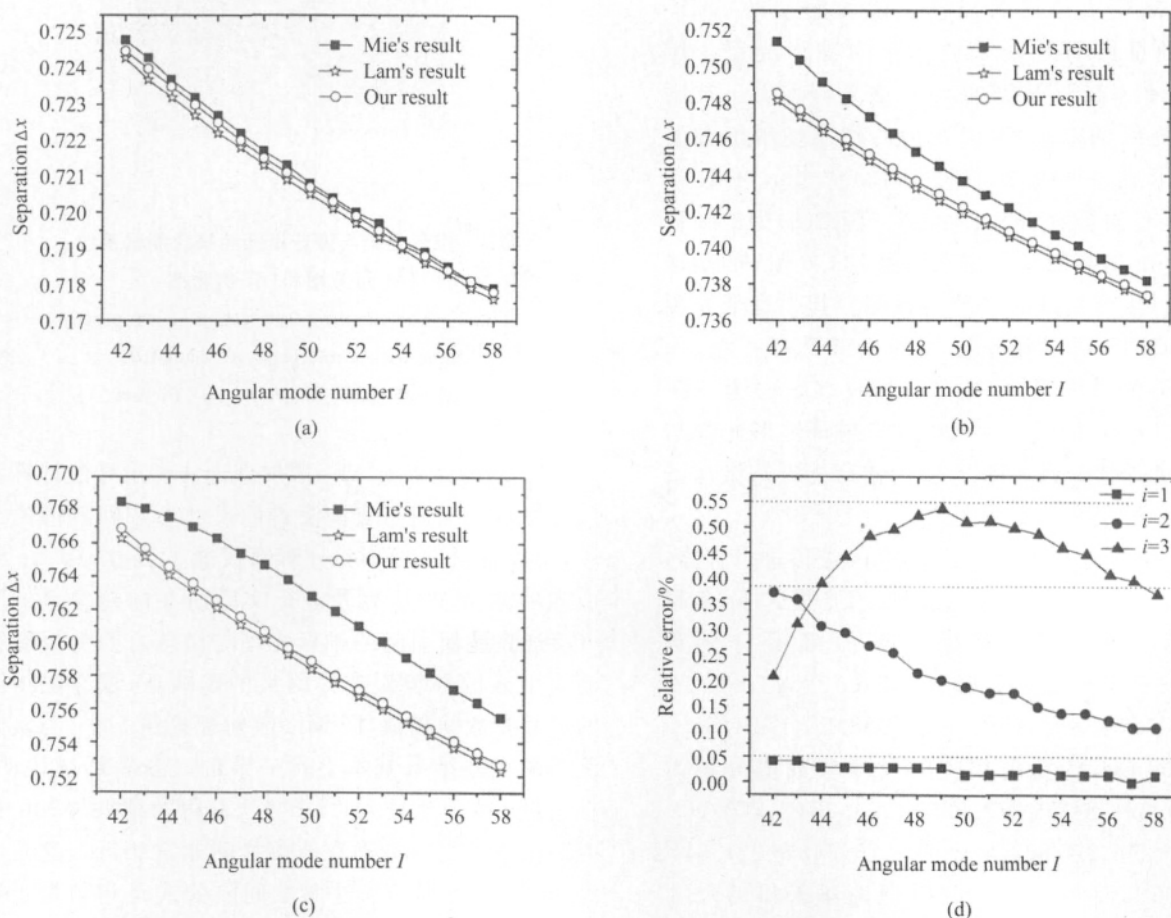 0.725
0.724
0.723
0.722
0.721
0.720
0.719
0.718
0.717
Separation Δx
Mie's result
Lam's result
Our result
42 44 46 48 50 52 54 56 58
Angular mode number I
(a)
0.752
0.750
0.748
0.746
0.744
0.742
0.740
0.738
0.736
Separation Δx
Mie's result
Lam's result
Our result
42 44 46 48 50 52 54 56 58
Angular mode number I
(b)
0.770
0.768
0.766
0.764
0.762
0.760
0.758
0.756
0.754
0.752
Separation Δx
Mie's result
Lam's result
Our result
42 44 46 48 50 52 54 56 58
Angular mode number I
(c)
0.55
0.50
0.45
0.40
0.35
0.30
0.25
0.20
0.15
0.10
0.05
0.00
Relative error/%
i=1
i=2
i=3
42 44 46 48 50 52 54 56 58
Angular mode number I
(d)